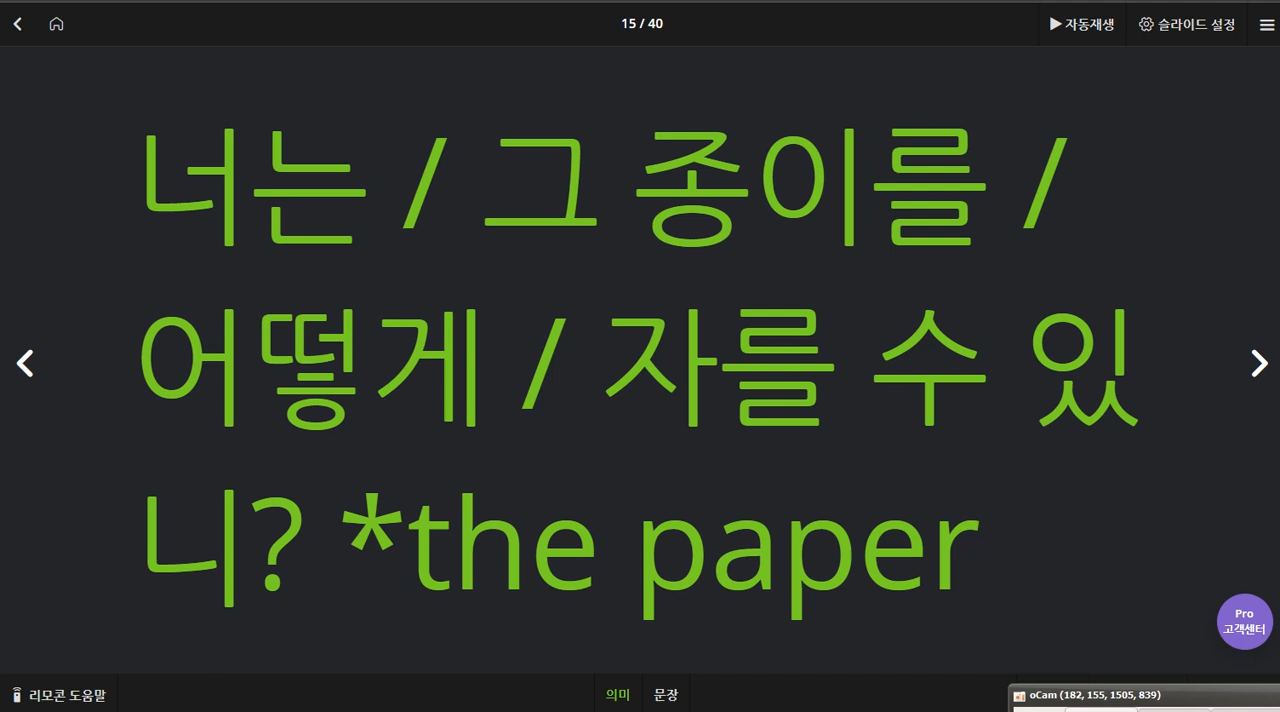 15 / 40
자동재생
슬라이드 설정
너는 / 그 종이를 /
어떻게 / 자를 수 있
니? *the paper
Pro
고객센터
리모콘 도움말
의미
문장
oCam (182, 155, 1505, 839)